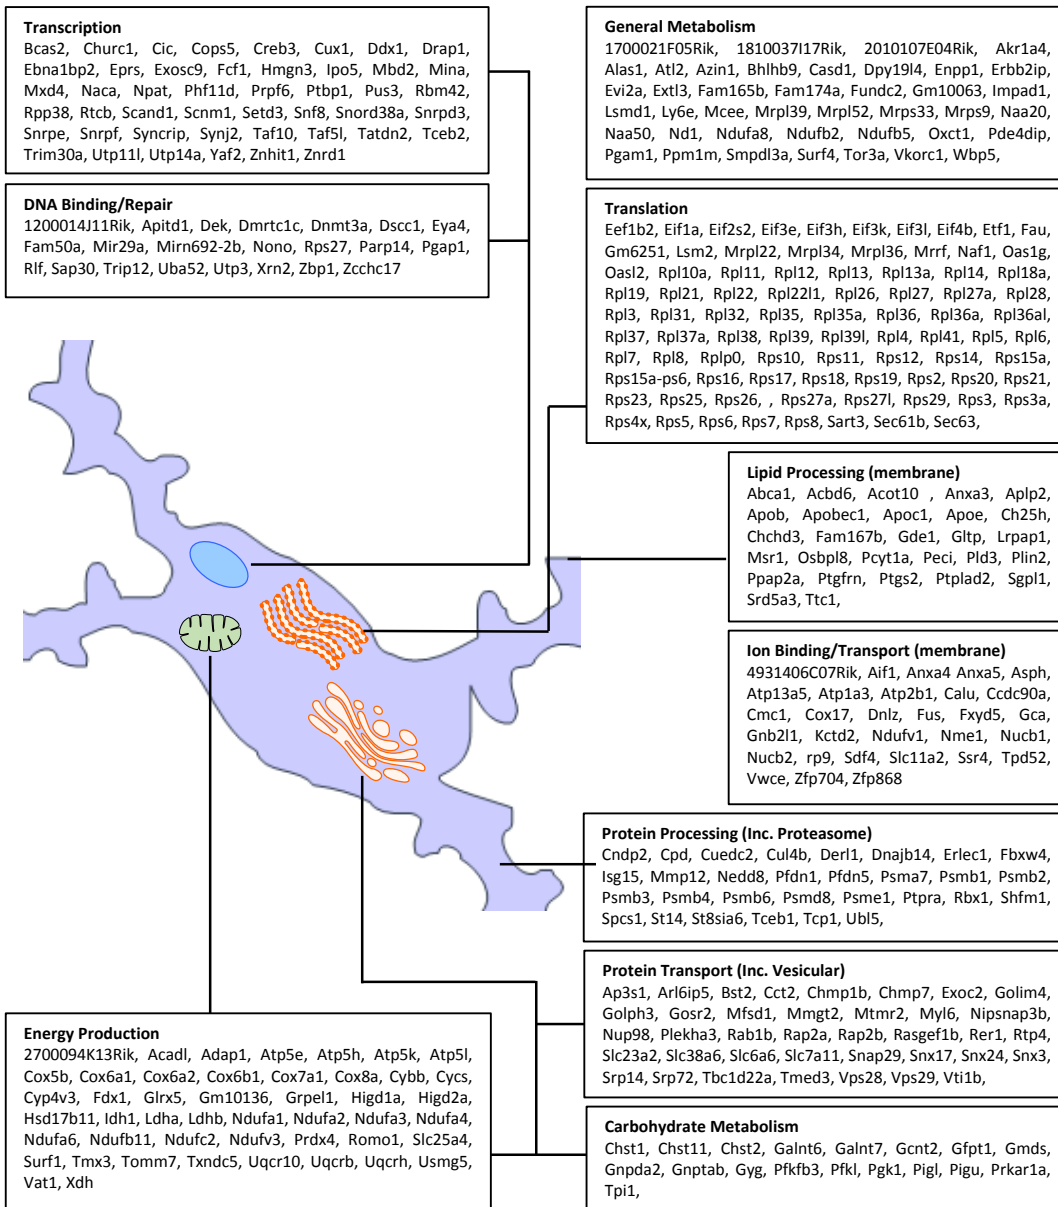 Transcription
Bcas2, Churc1, Cic, Cops5, Creb3, Cux1, Ddx1, Drap1,
Ebna1bp2, Eprs, Exosc9, Fcf1, Hmgn3, Ipo5, Mbd2, Mina,
Mxd4, Naca, Npat, Phf11d, Prpf6, Ptbp1, Pus3, Rbm42,
Rpp38, Rtcb, Scand1, Scnm1, Setd3, Snf8, Snord38a, Snrpd3,
Snrpe, Snrpf, Syncrip, Synj2, Taf10, Taf5l, Tatdn2, Tceb2,
Trim30a, Utp11l, Utp14a, Yaf2, Znhit1, Znrd1
DNA Binding/Repair
1200014J11Rik, Apitd1, Dek, Dmrtc1c, Dnmt3a, Dscc1, Eya4,
Fam50a, Mir29a, Mirn692-2b, Nono, Rps27, Parp14, Pgap1,
Rlf, Sap30, Trip12, Uba52, Utp3, Xrn2, Zbp1, Zcchc17
General Metabolism
1700021F05Rik, 1810037I17Rik, 2010107E04Rik, Akr1a4,
Alas1, Atl2, Azin1, Bhlhb9, Casd1, Dpy19l4, Enpp1, Erbb2ip,
Evi2a, Extl3, Fam165b, Fam174a, Fundc2, Gm10063, Impad1,
Lsmd1, Ly6e, Mcee, Mrpl39, Mrpl52, Mrps33, Mrps9, Naa20,
Naa50, Nd1, Ndufa8, Ndufb2, Ndufb5, Oxct1, Pde4dip,
Pgam1, Ppm1m, Smpdl3a, Surf4, Tor3a, Vkorc1, Wbp5,
Translation
Eef1b2, Eif1a, Eif2s2, Eif3e, Eif3h, Eif3k, Eif3l, Eif4b, Etf1, Fau,
Gm6251, Lsm2, Mrpl22, Mrpl34, Mrpl36, Mrrf, Naf1, Oas1g,
Oasl2, Rpl10a, Rpl11, Rpl12, Rpl13, Rpl13a, Rpl14, Rpl18a,
Rpl19, Rpl21, Rpl22, Rpl22l1, Rpl26, Rpl27, Rpl27a, Rpl28,
Rpl3, Rpl31, Rpl32, Rpl35, Rpl35a, Rpl36, Rpl36a, Rpl36al,
Rpl37, Rpl37a, Rpl38, Rpl39, Rpl39l, Rpl4, Rpl41, Rpl5, Rpl6,
Rpl7, Rpl8, Rplp0, Rps10, Rps11, Rps12, Rps14, Rps15a,
Rps15a-ps6, Rps16, Rps17, Rps18, Rps19, Rps2, Rps20, Rps21,
Rps23, Rps25, Rps26, , Rps27a, Rps27l, Rps29, Rps3, Rps3a,
Rps4x, Rps5, Rps6, Rps7, Rps8, Sart3, Sec61b, Sec63,
Lipid Processing (membrane)
Abca1, Acbd6, Acot10 , Anxa3, Aplp2,
Apob, Apobec1, Apoc1, Apoe, Ch25h,
Chchd3, Fam167b, Gde1, Gltp, Lrpap1,
Msr1, Osbpl8, Pcyt1a, Peci, Pld3, Plin2,
Ppap2a, Ptgfrn, Ptgs2, Ptplad2, Sgpl1,
Srd5a3, Ttc1,
Ion Binding/Transport (membrane)
4931406C07Rik, Aif1, Anxa4 Anxa5, Asph,
Atp13a5, Atp1a3, Atp2b1, Calu, Ccdc90a,
Cmc1, Cox17, Dnlz, Fus, Fxyd5, Gca,
Gnb2l1, Kctd2, Ndufv1, Nme1, Nucb1,
Nucb2, rp9, Sdf4, Slc11a2, Ssr4, Tpd52,
Vwce, Zfp704, Zfp868
Protein Processing (Inc. Proteasome)
Cndp2, Cpd, Cuedc2, Cul4b, Derl1, Dnajb14, Erlec1, Fbxw4,
Isg15, Mmp12, Nedd8, Pfdn1, Pfdn5, Psma7, Psmb1, Psmb2,
Psmb3, Psmb4, Psmb6, Psmd8, Psme1, Ptpra, Rbx1, Shfm1,
Spcs1, St14, St8sia6, Tceb1, Tcp1, Ubl5,
Protein Transport (Inc. Vesicular)
Ap3s1, Arl6ip5, Bst2, Cct2, Chmp1b, Chmp7, Exoc2, Golim4,
Golph3, Gosr2, Mfsd1, Mmgt2, Mtmr2, Myl6, Nipsnap3b,
Nup98, Plekha3, Rab1b, Rap2a, Rap2b, Rasgef1b, Rer1, Rtp4,
Slc23a2, Slc38a6, Slc6a6, Slc7a11, Snap29, Snx17, Snx24, Snx3,
Srp14, Srp72, Tbc1d22a, Tmed3, Vps28, Vps29, Vti1b,
Energy Production
2700094K13Rik, Acadl, Adap1, Atp5e, Atp5h, Atp5k, Atp5l,
Cox5b, Cox6a1, Cox6a2, Cox6b1, Cox7a1, Cox8a, Cybb, Cycs,
Cyp4v3, Fdx1, Glrx5, Gm10136, Grpel1, Higd1a, Higd2a,
Hsd17b11, Idh1, Ldha, Ldhb, Ndufa1, Ndufa2, Ndufa3, Ndufa4,
Ndufa6, Ndufb11, Ndufc2, Ndufv3, Prdx4, Romo1, Slc25a4,
Surf1, Tmx3, Tomm7, Txndc5, Uqcr10, Uqcrb, Uqcrh, Usmg5,
Vat1, Xdh
Carbohydrate Metabolism
Chst1, Chst11, Chst2, Galnt6, Galnt7, Gcnt2, Gfpt1, Gmds,
Gnpda2, Gnptab, Gyg, Pfkfb3, Pfkl, Pgk1, Pigl, Pigu, Prkar1a,
Tpi1,